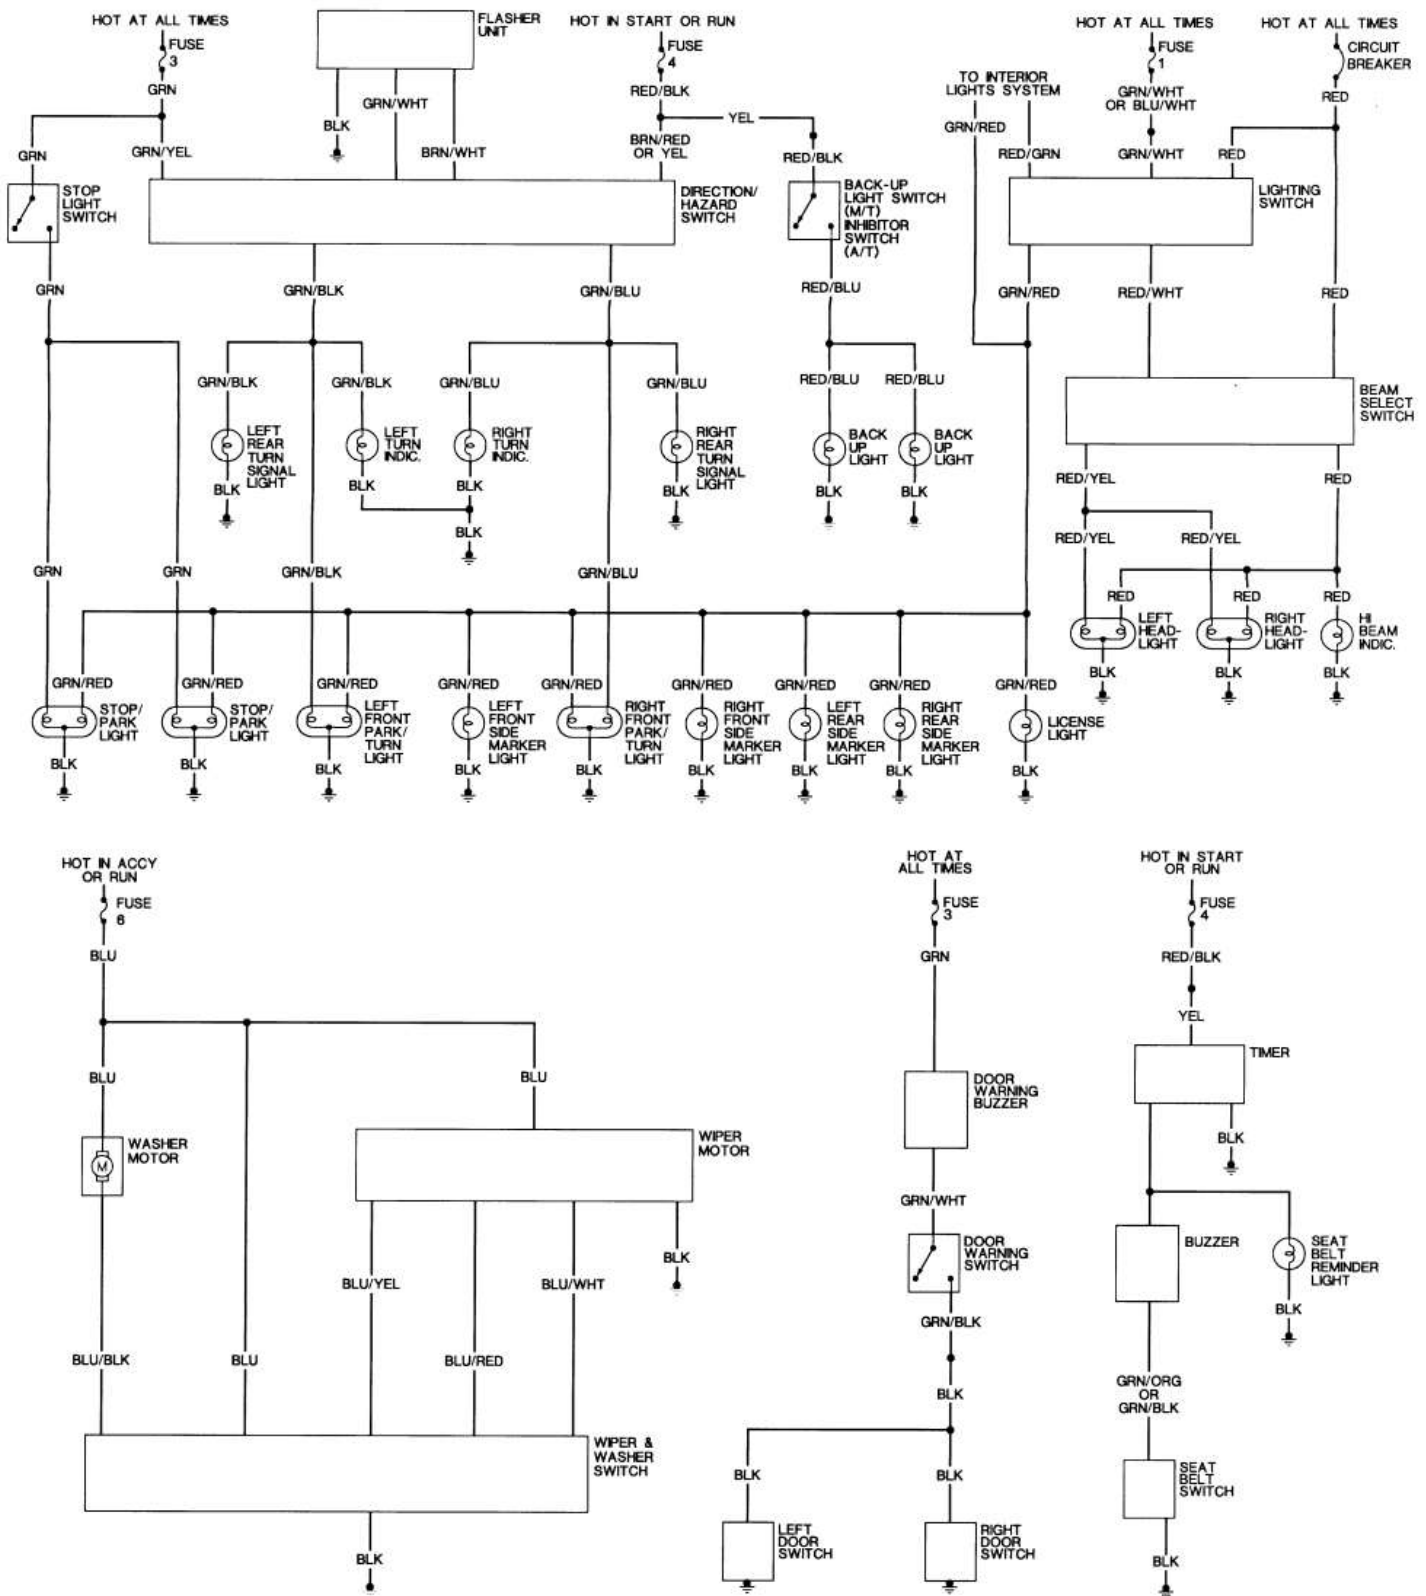 HOT AT ALL TIMES
FUSE
3
GRN
FLASHER
UNIT
HOT IN START OR RUN
FUSE
4
RED/BLK
HOT AT ALL TIMES
FUSE
1
GRN/WHT
OR BLU/WHT
HOT AT ALL TIMES
CIRCUIT
BREAKER
RED
TO INTERIOR
LIGHTS SYSTEM
GRN/RED
RED/GRN
GRN/WHT
RED
GRN
GRN/YEL
BLK
GRN/WHT
BRN/WHT
BRN/RED
OR YEL
YEL
RED/BLK
STOP
LIGHT
SWITCH
DIRECTION/
HAZARD
SWITCH
BACK-UP
LIGHT SWITCH
(M/T)
INHIBITOR
SWITCH
(A/T)
LIGHTING
SWITCH
GRN
GRN/BLK
GRN/BLU
RED/BLU
GRN/RED
RED/WHT
RED
GRN/BLK
GRN/BLK
GRN/BLU
GRN/BLU
RED/BLU
RED/BLU
BEAM
SELECT
SWITCH
LEFT
REAR
TURN
SIGNAL
LIGHT
LEFT
TURN
INDIC.
RIGHT
TURN
INDIC.
RIGHT
REAR
TURN
SIGNAL
LIGHT
BACK
UP
LIGHT
BACK
UP
LIGHT
BLK
BLK
BLK
BLK
BLK
BLK
BLK
RED/YEL
RED
RED/YEL
RED/YEL
GRN
GRN
GRN/BLK
GRN/BLU
RED
RED
RED
LEFT
HEAD-
LIGHT
RIGHT
HEAD-
LIGHT
HI
BEAM
INDIC.
BLK
BLK
BLK
GRN/RED
GRN/RED
GRN/RED
GRN/RED
GRN/RED
GRN/RED
GRN/RED
GRN/RED
GRN/RED
STOP/
PARK
LIGHT
STOP/
PARK
LIGHT
LEFT
FRONT
PARK/
TURN
LIGHT
LEFT
FRONT
SIDE
MARKER
LIGHT
RIGHT
FRONT
PARK/
TURN
LIGHT
RIGHT
FRONT
SIDE
MARKER
LIGHT
LEFT
REAR
SIDE
MARKER
LIGHT
RIGHT
REAR
SIDE
MARKER
LIGHT
LICENSE
LIGHT
BLK
BLK
BLK
BLK
BLK
BLK
BLK
BLK
BLK
HOT IN ACCY
OR RUN
FUSE
6
BLU
BLU
BLU
WASHER
MOTOR
M
WIPER
MOTOR
BLU/YEL
BLU/WHT
BLK
BLU/BLK
BLU
BLU/RED
WIPER &
WASHER
SWITCH
BLK
HOT AT
ALL TIMES
FUSE
3
GRN
DOOR
WARNING
BUZZER
GRN/WHT
DOOR
WARNING
SWITCH
GRN/BLK
BLK
BLK
BLK
LEFT
DOOR
SWITCH
RIGHT
DOOR
SWITCH
HOT IN START
OR RUN
FUSE
4
RED/BLK
YEL
TIMER
BLK
BUZZER
SEAT
BELT
REMINDER
LIGHT
BLK
GRN/ORG
OR
GRN/BLK
SEAT
BELT
SWITCH
BLK